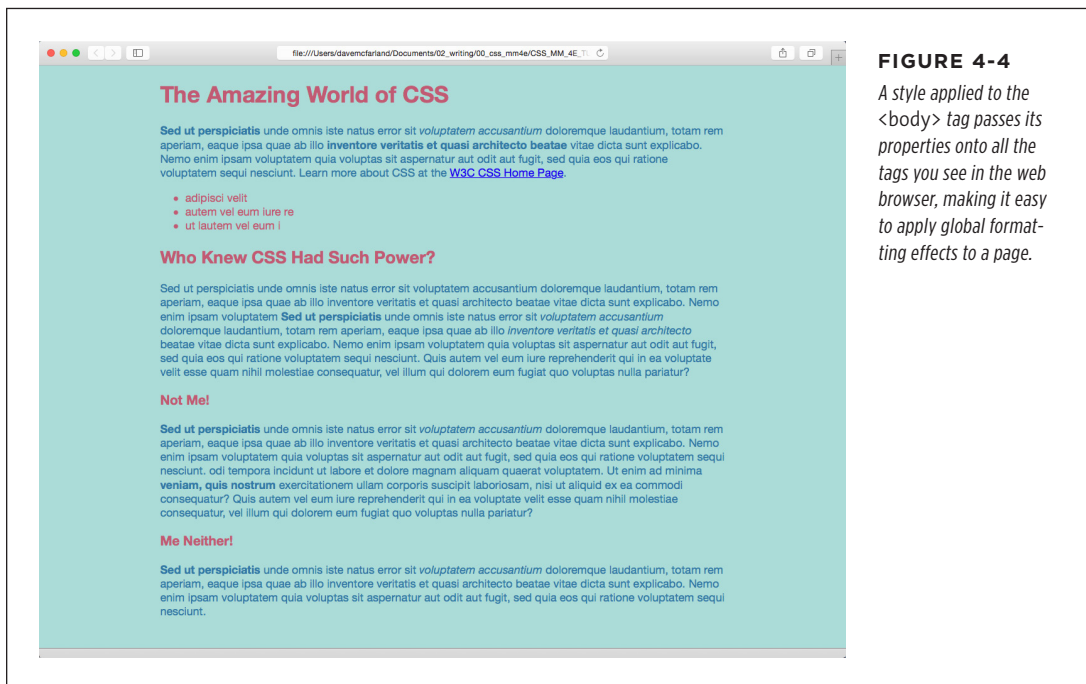 file:///Users/davemcfarland/Documents/02_writing/00_css_mm4e/CSS_MM_4E_T
The Amazing World of CSS
Sed ut perspiciatis unde omnis iste natus error sit voluptatem accusantium doloremque laudantium, totam rem
aperiam, eaque ipsa quae ab illo inventore veritatis et quasi architecto beatae vitae dicta sunt explicabo.
Nemo enim ipsam voluptatem quia voluptas sit aspernatur aut odit aut fugit, sed quia eos qui ratione
voluptatem sequi nesciunt. Learn more about CSS at the W3C CSS Home Page.
• adipisci velit
• autem vel eum iure re
• ut lautem vel eum i
Who Knew CSS Had Such Power?
Sed ut perspiciatis unde omnis iste natus error sit voluptatem accusantium doloremque laudantium, totam rem
aperiam, eaque ipsa quae ab illo inventore veritatis et quasi architecto beatae vitae dicta sunt explicabo. Nemo
enim ipsam voluptatem Sed ut perspiciatis unde omnis iste natus error sit voluptatem accusantium
doloremque laudantium, totam rem aperiam, eaque ipsa quae ab illo inventore veritatis et quasi architecto
beatae vitae dicta sunt explicabo. Nemo enim ipsam voluptatem quia voluptas sit aspernatur aut odit aut fugit,
sed quia eos qui ratione voluptatem sequi nesciunt. Quis autem vel eum iure reprehenderit qui in ea voluptate
velit esse quam nihil molestiae consequatur, vel illum qui dolorem eum fugiat quo voluptas nulla pariatur?
Not Me!
Sed ut perspiciatis unde omnis iste natus error sit voluptatem accusantium doloremque laudantium, totam rem
aperiam, eaque ipsa quae ab illo inventore veritatis et quasi architecto beatae vitae dicta sunt explicabo. Nemo
enim ipsam voluptatem quia voluptas sit aspernatur aut odit aut fugit, sed quia eos qui ratione voluptatem sequi
nesciunt. odi tempora incidunt ut labore et dolore magnam aliquam quaerat voluptatem. Ut enim ad minima
veniam, quis nostrum exercitationem ullam corporis suscipit laboriosam, nisi ut aliquid ex ea commodi
consequatur? Quis autem vel eum iure reprehenderit qui in ea voluptate velit esse quam nihil molestiae
consequatur, vel illum qui dolorem eum fugiat quo voluptas nulla pariatur?
Me Neither!
Sed ut perspiciatis unde omnis iste natus error sit voluptatem accusantium doloremque laudantium, totam rem
aperiam, eaque ipsa quae ab illo inventore veritatis et quasi architecto beatae vitae dicta sunt explicabo. Nemo
enim ipsam voluptatem quia voluptas sit aspernatur aut odit aut fugit, sed quia eos qui ratione voluptatem sequi
nesciunt.
FIGURE 4-4
A style applied to the
<body> tag passes its
properties onto all the
tags you see in the web
browser, making it easy
to apply global format-
ting effects to a page.